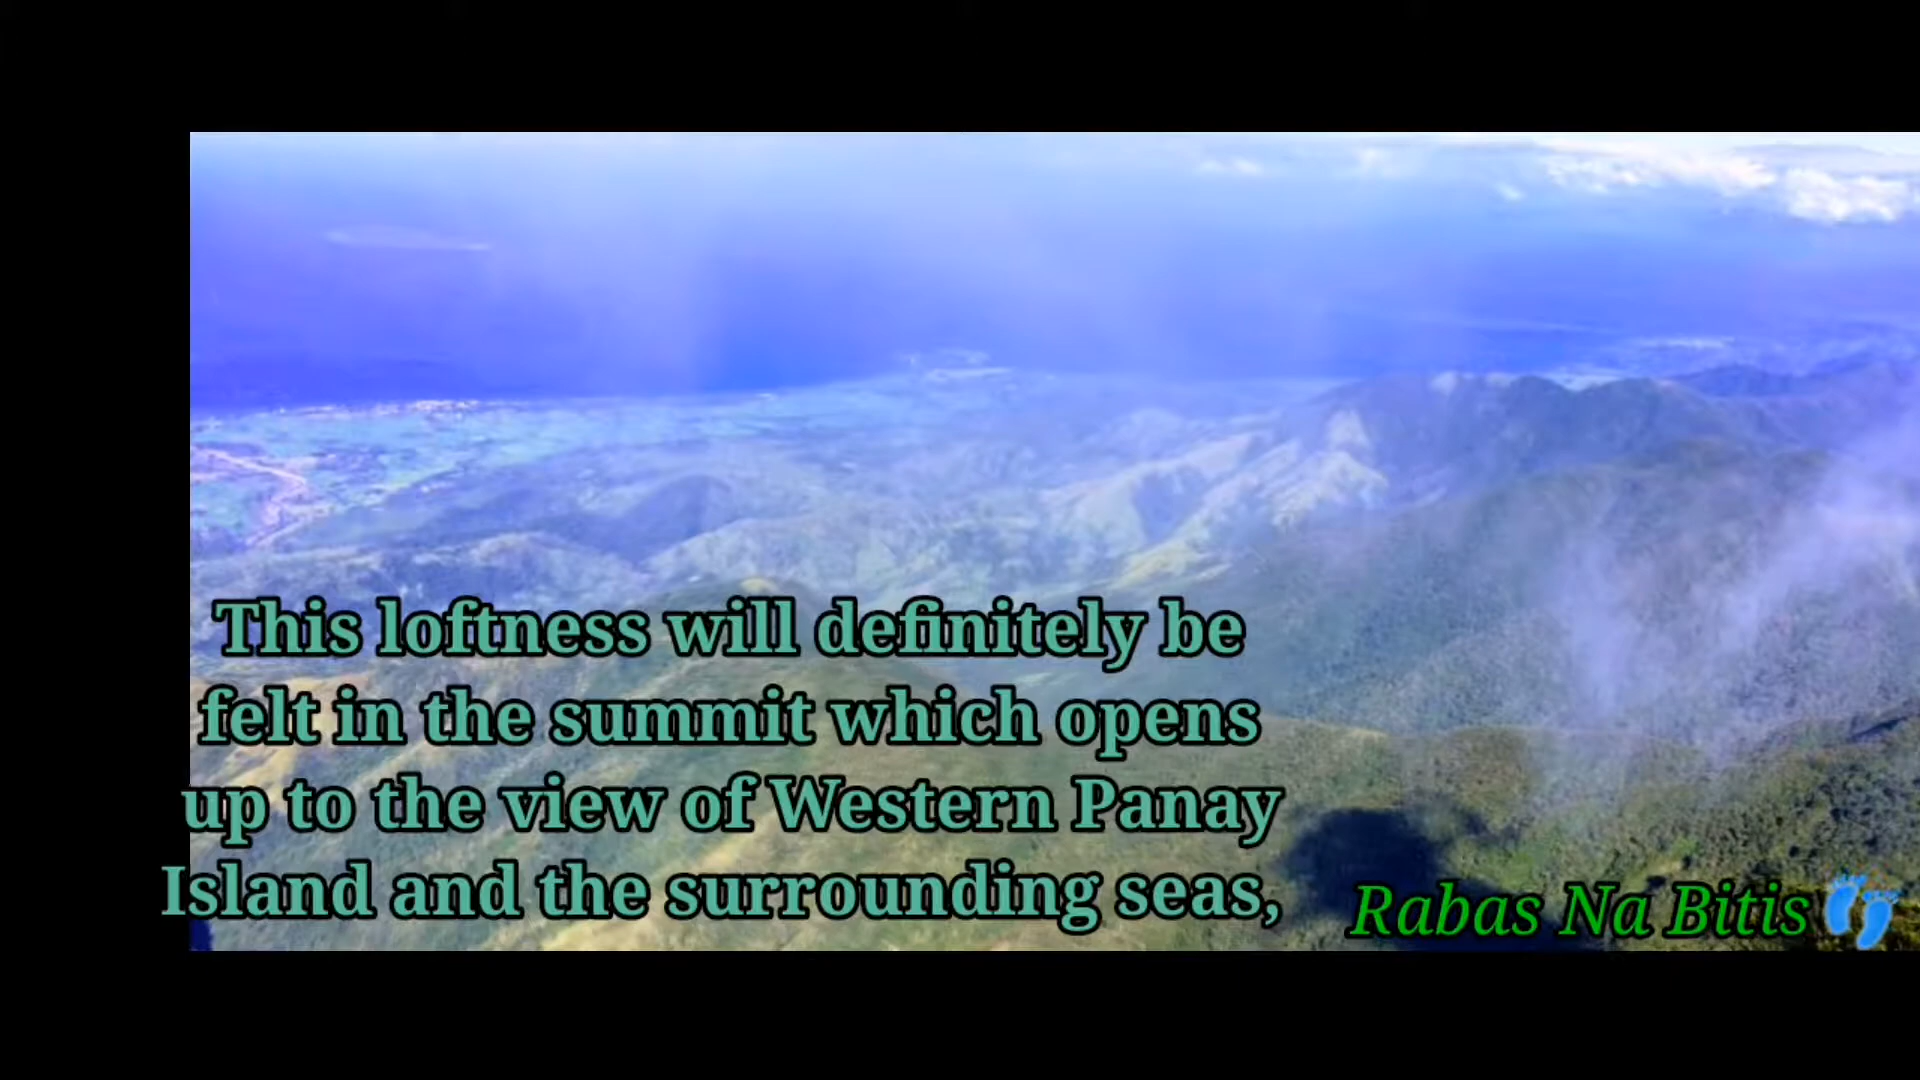 This loftness will definitely be
felt in the summit which opens
up to the view of Western Panay
Island and the surrounding seas,
Rabas Na Bitis👣